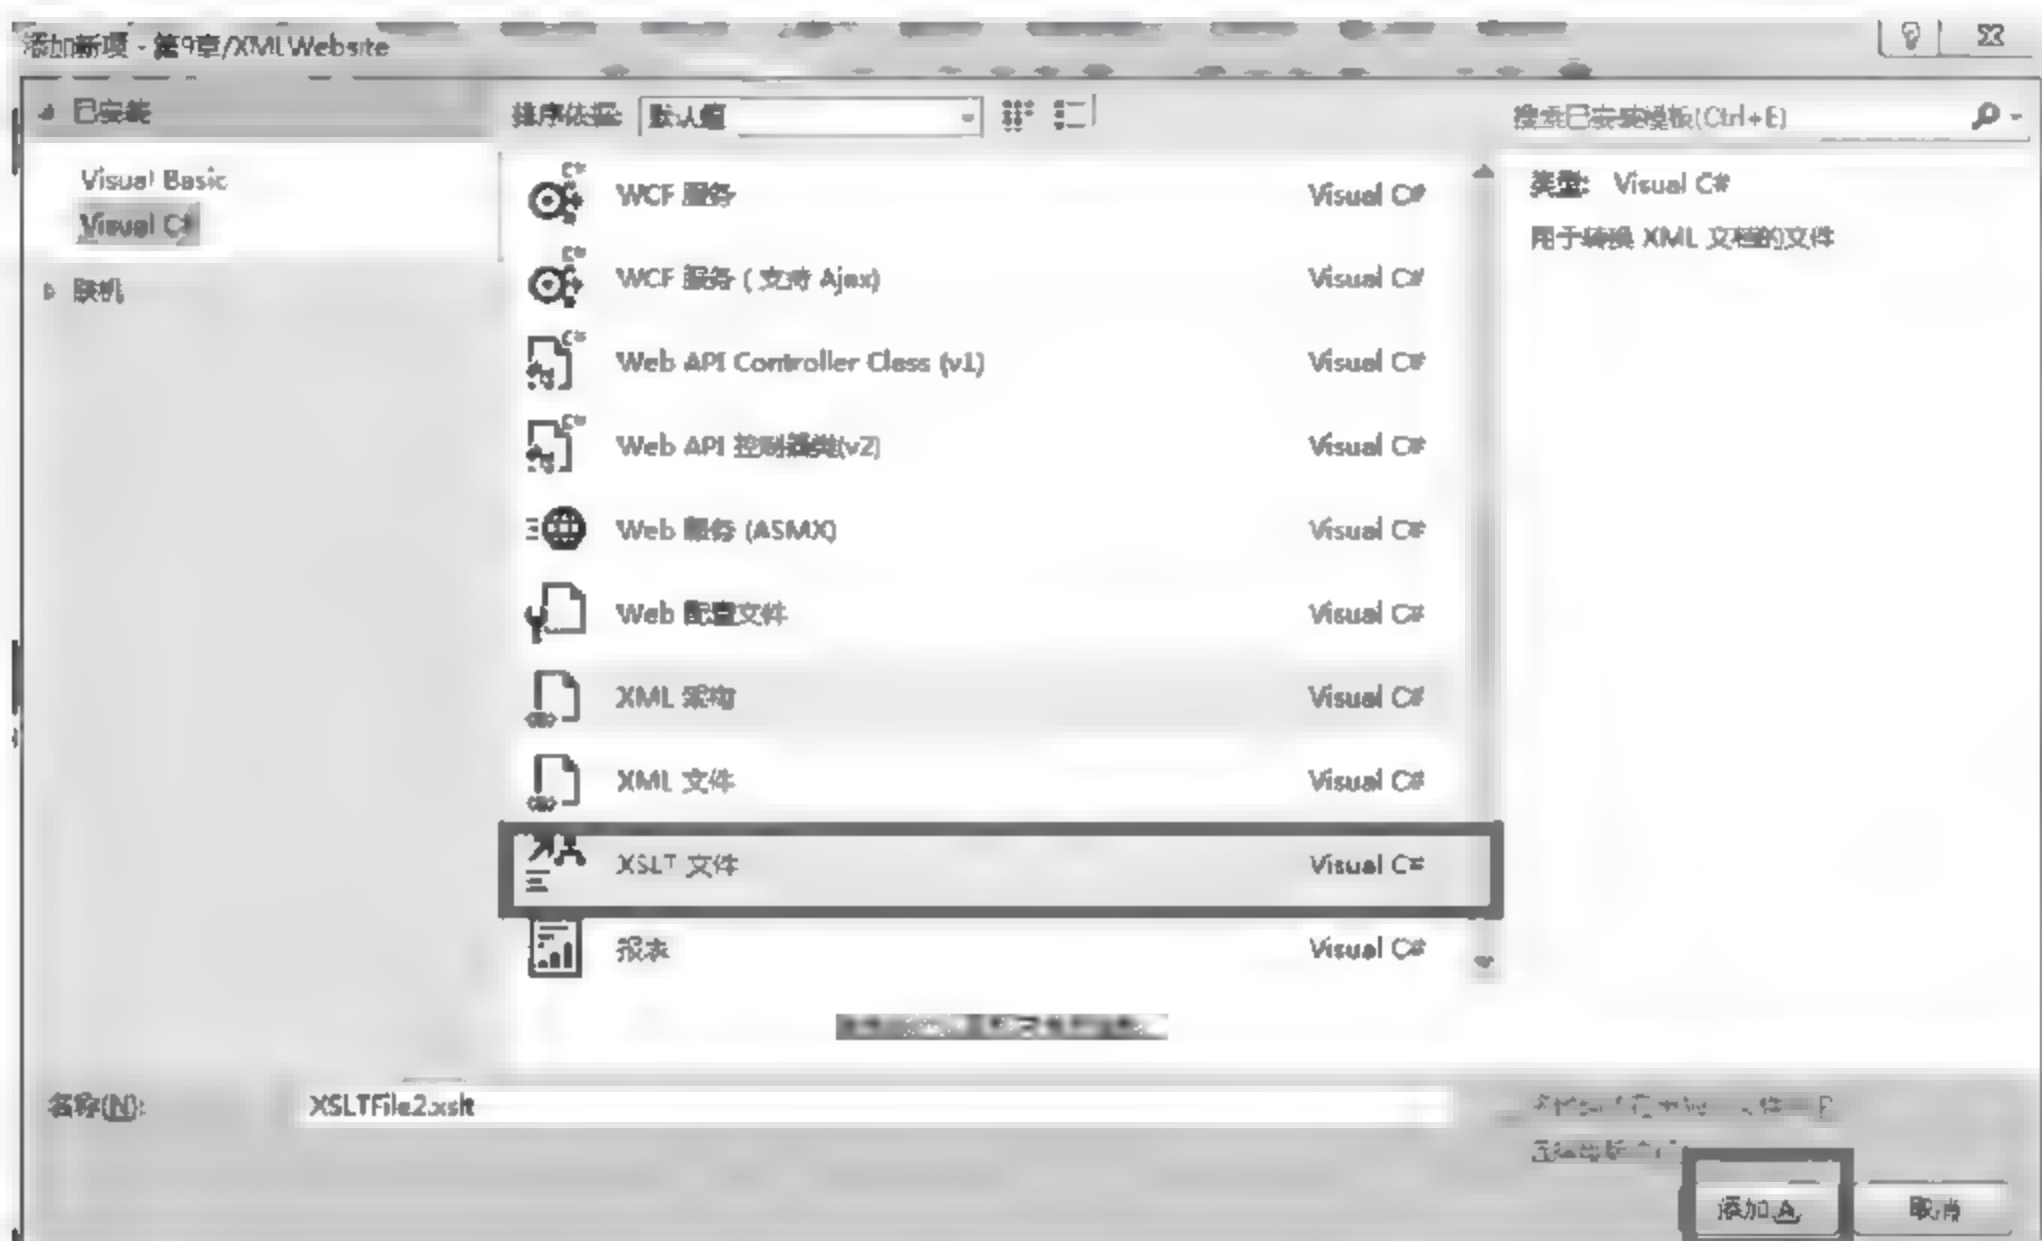 添加新项 - 第9章/XMLWebsite
已安装
排序依据: 默认值
搜索已安装模板(Ctrl+E)
Visual Basic
Visual C#
联机
WCF 服务 Visual C#
WCF 服务 ( 支持 Ajax) Visual C#
Web API Controller Class (v1) Visual C#
Web API 控制器类(v2) Visual C#
Web 服务 (ASMX) Visual C#
Web 配置文件 Visual C#
XML 架构 Visual C#
XML 文件 Visual C#
XSLT 文件 Visual C#
报表 Visual C#
类型: Visual C#
用于转换 XML 文档的文件
名称(N): XSLTFile2.xslt
添加(A)
取消